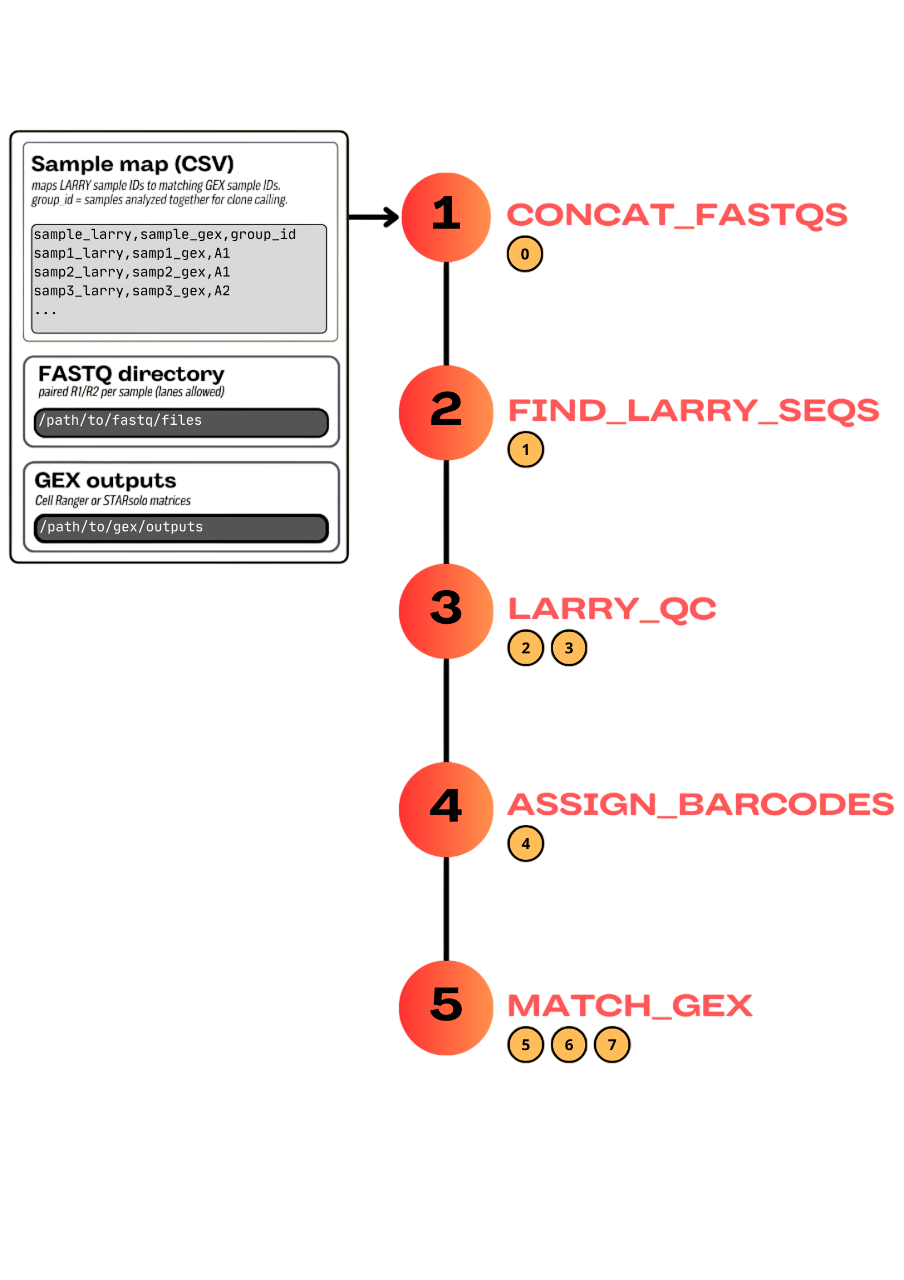 Sample map (CSV)
maps LARRY sample IDs to matching GEX sample IDs.
group_id = samples analyzed together for clone calling.
sample_larry,sample_gex,group_id
samp1_larry,samp1_gex,A1
samp2_larry,samp2_gex,A1
samp3_larry,samp3_gex,A2
...
FASTQ directory
paired R1/R2 per sample (lanes allowed)
/path/to/fastq/files
GEX outputs
Cell Ranger or STARsolo matrices
/path/to/gex/outputs
1
CONCAT_FASTQS
0
2
FIND_LARRY_SEQS
1
3
LARRY_QC
2 3
4
ASSIGN_BARCODES
4
5
MATCH_GEX
5 6 7